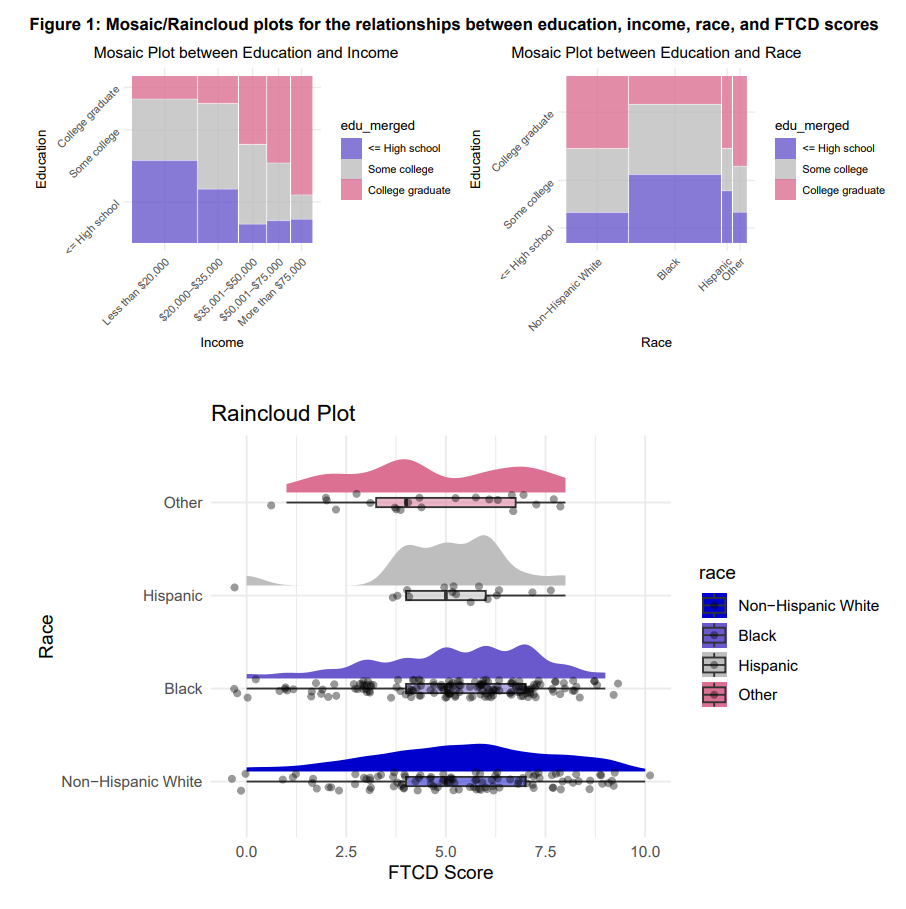 Figure 1: Mosaic/Raincloud plots for the relationships between education, income, race, and FTCD scores
Mosaic Plot between Education and Income
Education
College graduate
Some college
<= High school
Less than $20,000
$20,000−$35,000
$35,001−$50,000
$50,001−$75,000
More than $75,000
Income
edu_merged
<= High school
Some college
College graduate
Mosaic Plot between Education and Race
Education
College graduate
Some college
<= High school
Non−Hispanic White
Black
Hispanic
Other
Race
edu_merged
<= High school
Some college
College graduate
Raincloud Plot
Race
Other
Hispanic
Black
Non−Hispanic White
0.0 2.5 5.0 7.5 10.0
FTCD Score
race
Non−Hispanic White
Black
Hispanic
Other